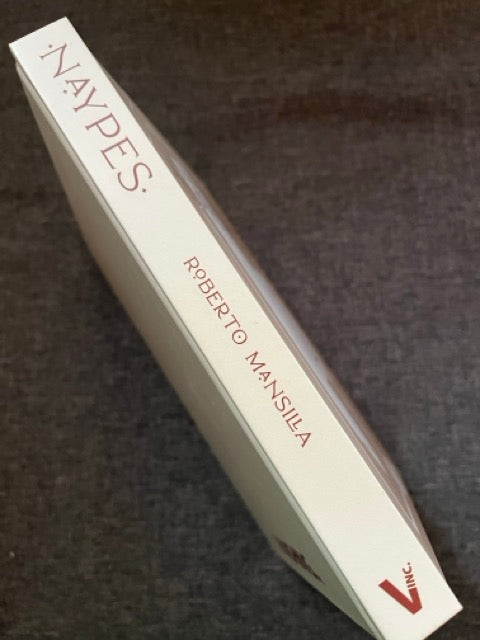 ·NAYPES·
ROBERTO MANSILLA
V INC.